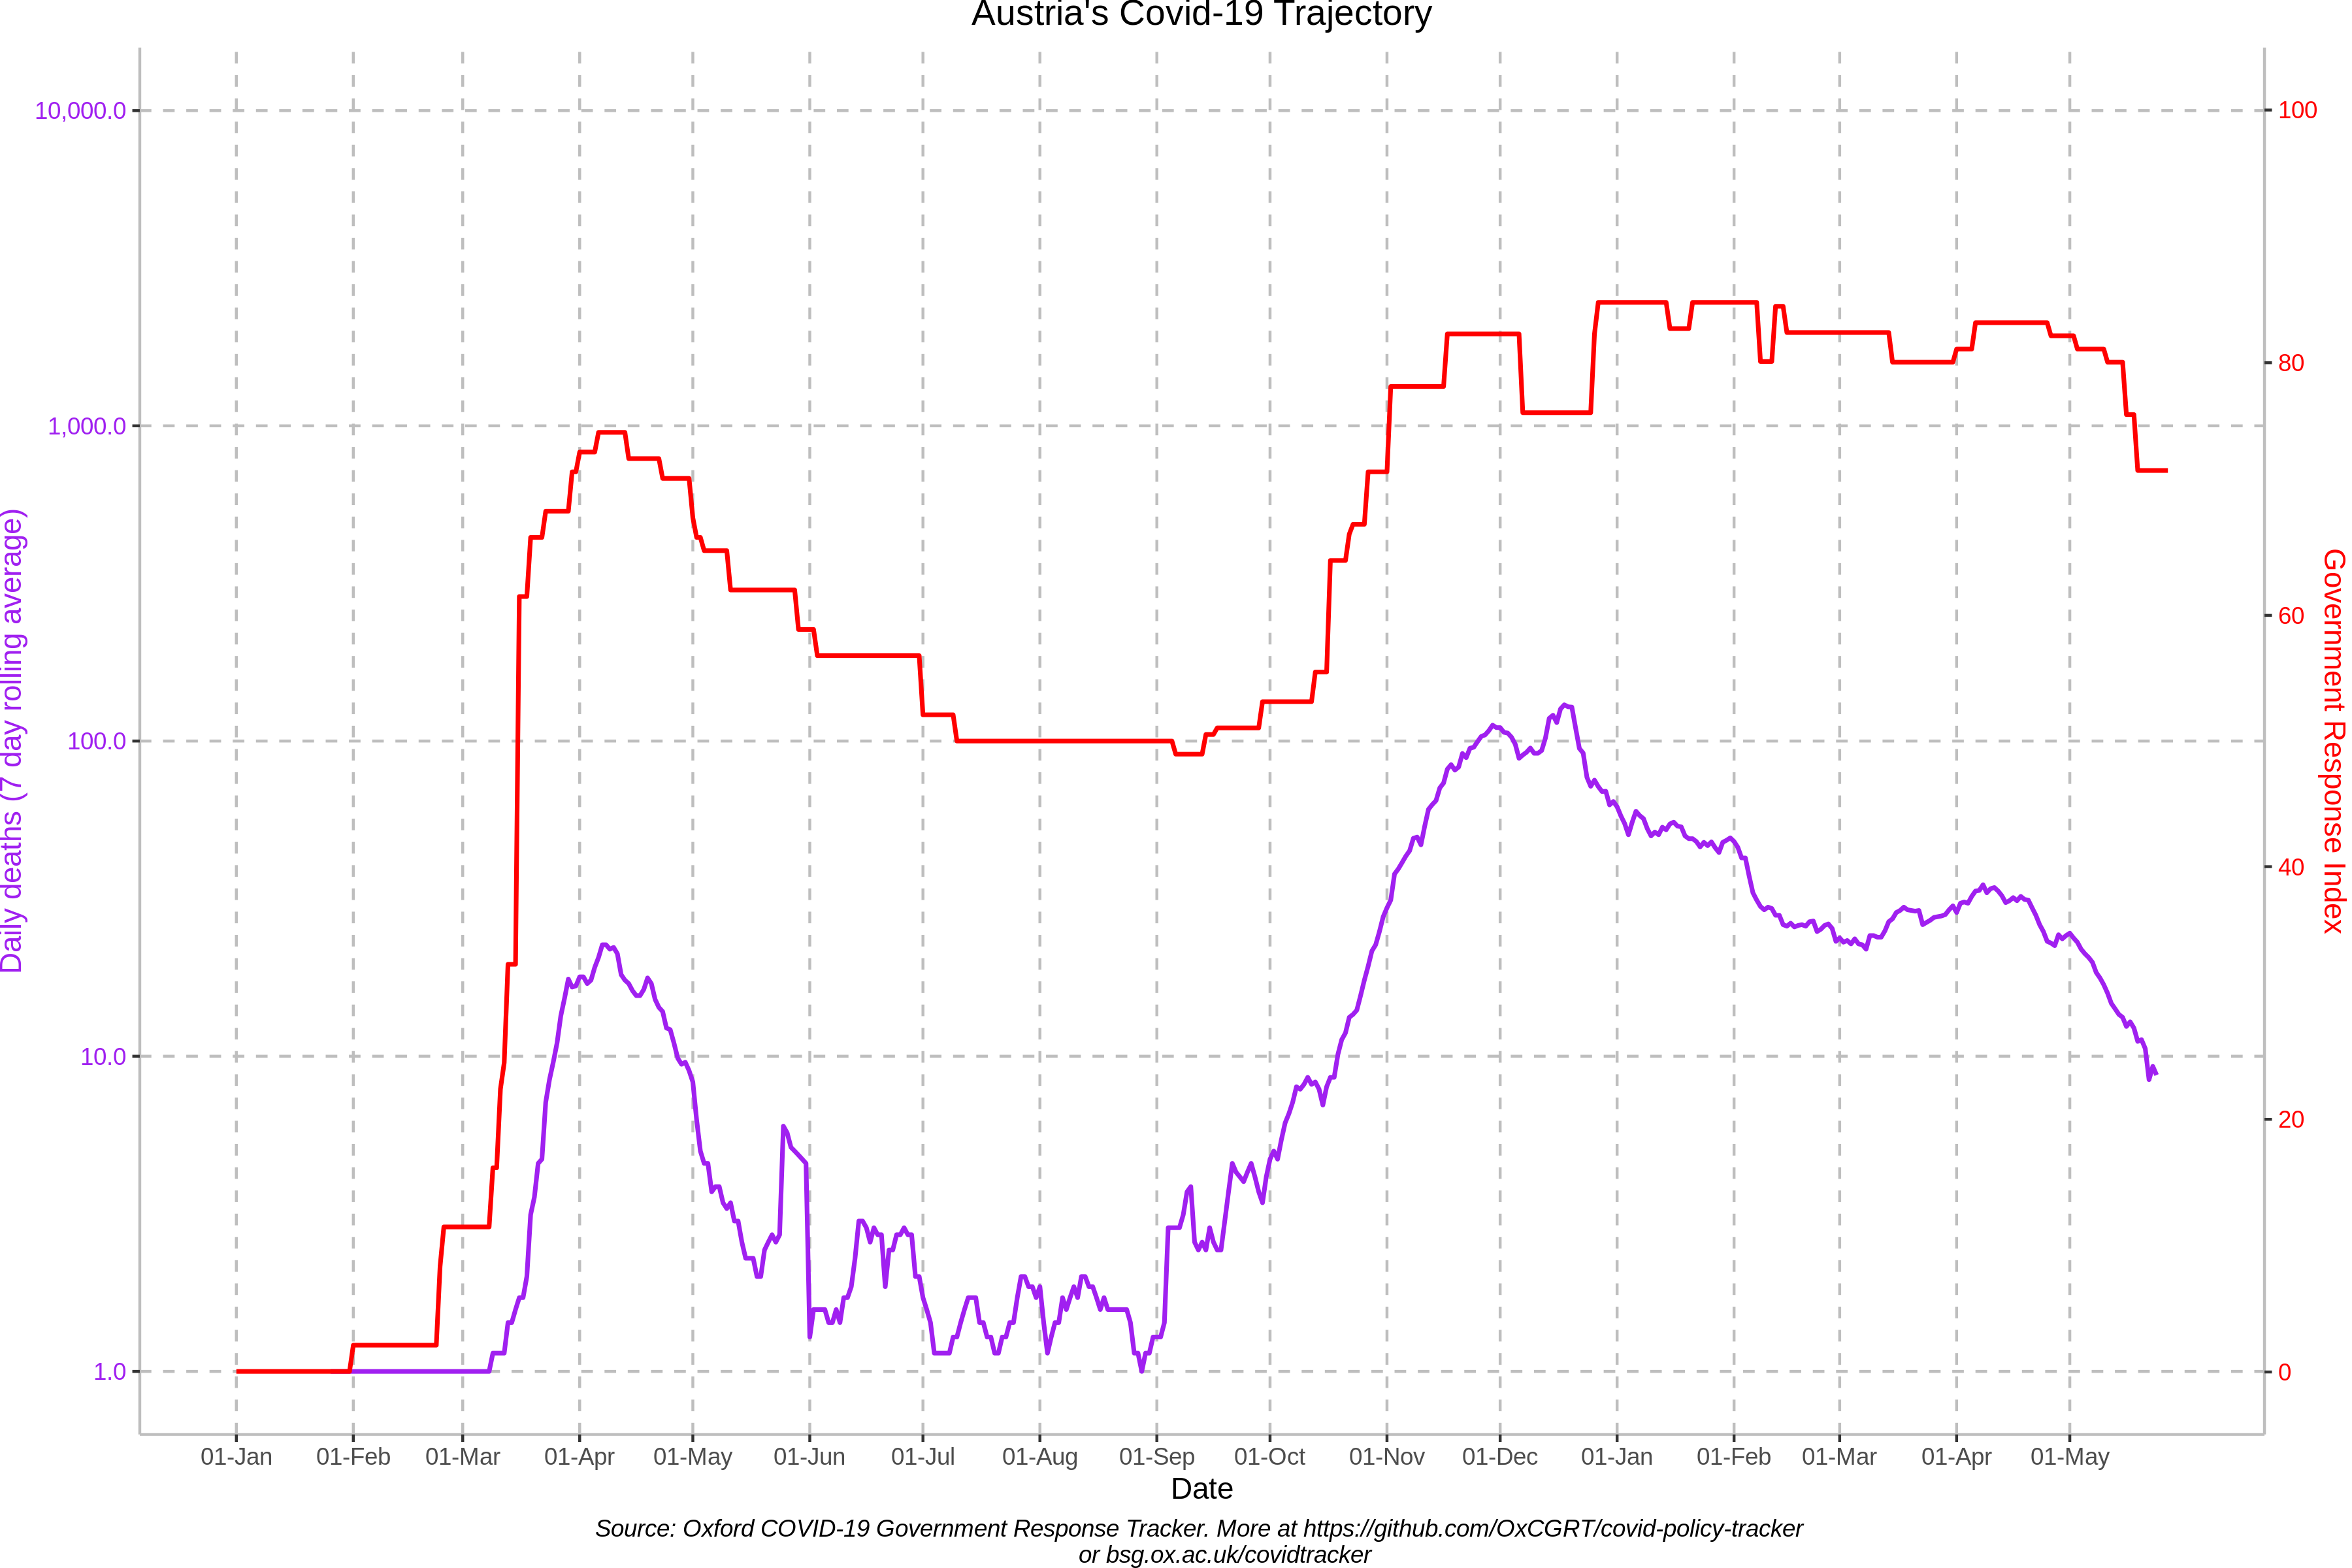 Austria's Covid-19 Trajectory
Daily deaths (7 day rolling average)
10,000.0
1,000.0
100.0
10.0
1.0
100
80
60
40
20
0
Government Response Index
01-Jan 01-Feb 01-Mar 01-Apr 01-May 01-Jun 01-Jul 01-Aug 01-Sep 01-Oct 01-Nov 01-Dec 01-Jan 01-Feb 01-Mar 01-Apr 01-May
Date
Source: Oxford COVID-19 Government Response Tracker. More at https://github.com/OxCGRT/covid-policy-tracker
or bsg.ox.ac.uk/covidtracker